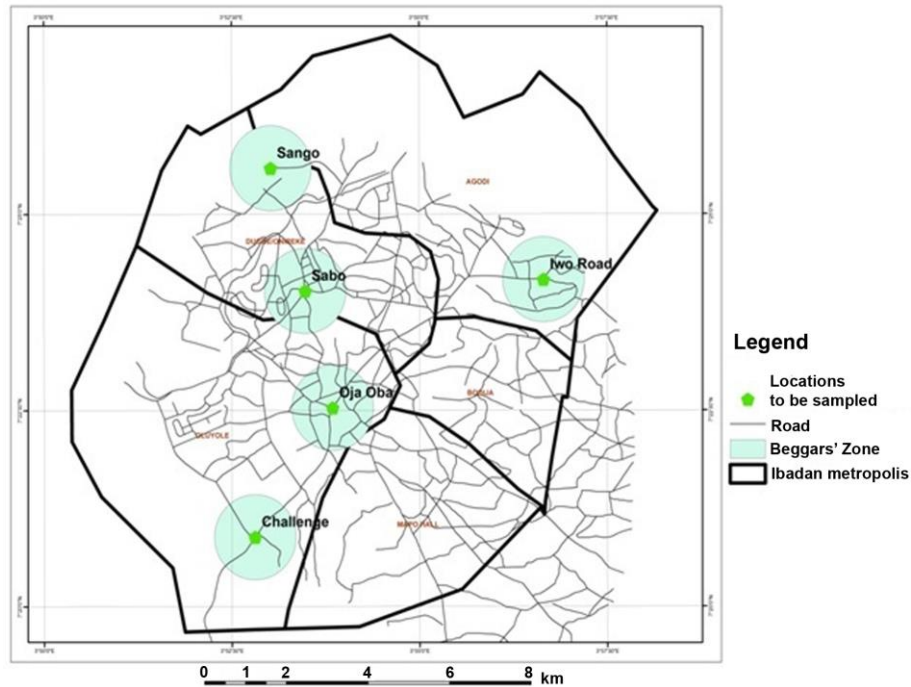 Sango
AGODI
Iwo Road
Sabo
Oja Oba
OLUYOLE
Challenge
MAPO HALL
Legend
Locations
to be sampled
Road
Beggars' Zone
Ibadan metropolis
0 1 2 4 6 8 km